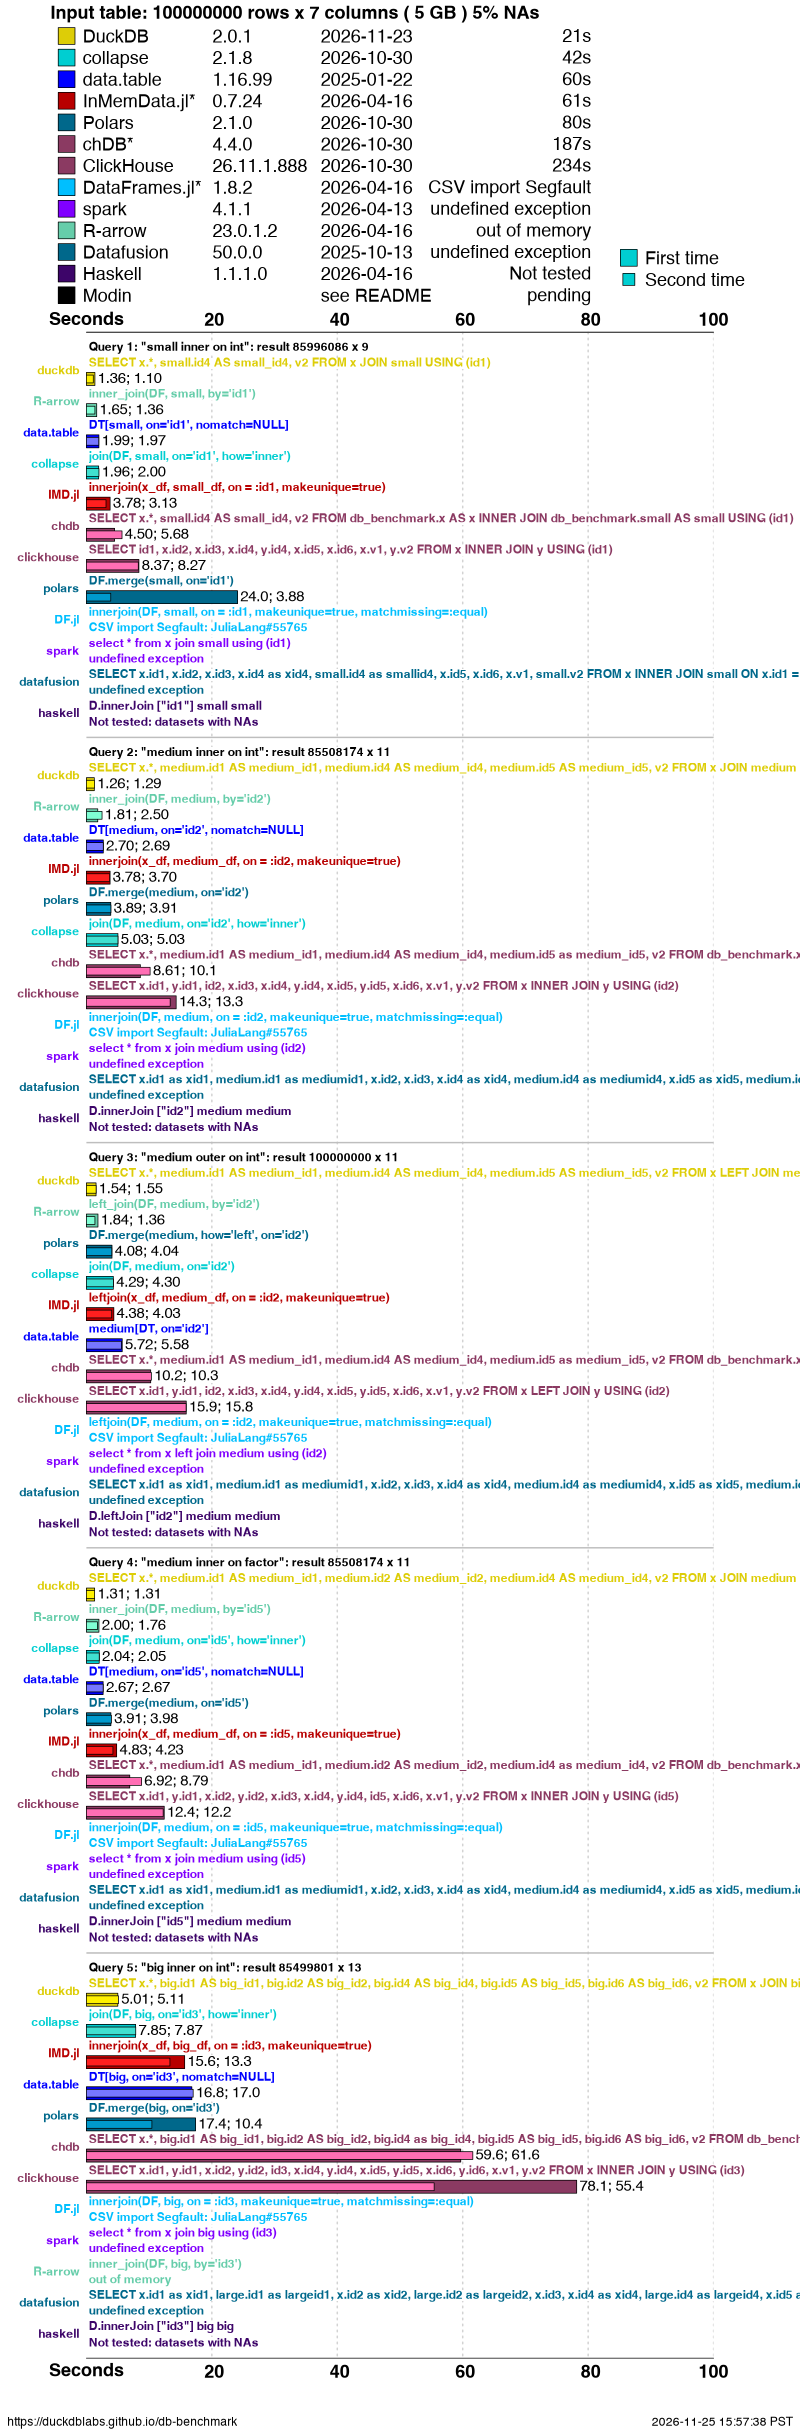 Input table: 100000000 rows x 7 columns ( 5 GB ) 5% NAs
DuckDB 2.0.1 2026-11-23 21s
collapse 2.1.8 2026-10-30 42s
data.table 1.16.99 2025-01-22 60s
InMemData.jl* 0.7.24 2026-04-16 61s
Polars 2.1.0 2026-10-30 80s
chDB* 4.4.0 2026-10-30 187s
ClickHouse 26.11.1.888 2026-10-30 234s
DataFrames.jl* 1.8.2 2026-04-16 CSV import Segfault
spark 4.1.1 2026-04-13 undefined exception
R-arrow 23.0.1.2 2026-04-16 out of memory
Datafusion 50.0.0 2025-10-13 undefined exception
Haskell 1.1.1.0 2026-04-16 Not tested
Modin see README pending
First time
Second time
Seconds 20 40 60 80 100
Query 1: "small inner on int": result 85996086 x 9
duckdb SELECT x.*, small.id4 AS small_id4, v2 FROM x JOIN small USING (id1)
1.36; 1.10
R-arrow inner_join(DF, small, by='id1')
1.65; 1.36
data.table DT[small, on='id1', nomatch=NULL]
1.99; 1.97
collapse join(DF, small, on='id1', how='inner')
1.96; 2.00
IMD.jl innerjoin(x_df, small_df, on = :id1, makeunique=true)
3.78; 3.13
chdb SELECT x.*, small.id4 AS small_id4, v2 FROM db_benchmark.x AS x INNER JOIN db_benchmark.small AS small USING (id1)
4.50; 5.68
clickhouse SELECT id1, x.id2, x.id3, x.id4, y.id4, x.id5, x.id6, x.v1, y.v2 FROM x INNER JOIN y USING (id1)
8.37; 8.27
polars DF.merge(small, on='id1')
24.0; 3.88
DF.jl innerjoin(DF, small, on = :id1, makeunique=true, matchmissing=:equal)
CSV import Segfault: JuliaLang#55765
spark select * from x join small using (id1)
undefined exception
datafusion SELECT x.id1, x.id2, x.id3, x.id4 as xid4, small.id4 as smallid4, x.id5, x.id6, x.v1, small.v2 FROM x INNER JOIN small ON x.id1 =
undefined exception
haskell D.innerJoin ["id1"] small small
Not tested: datasets with NAs
Query 2: "medium inner on int": result 85508174 x 11
duckdb SELECT x.*, medium.id1 AS medium_id1, medium.id4 AS medium_id4, medium.id5 AS medium_id5, v2 FROM x JOIN medium
1.26; 1.29
R-arrow inner_join(DF, medium, by='id2')
1.81; 2.50
data.table DT[medium, on='id2', nomatch=NULL]
2.70; 2.69
IMD.jl innerjoin(x_df, medium_df, on = :id2, makeunique=true)
3.78; 3.70
polars DF.merge(medium, on='id2')
3.89; 3.91
collapse join(DF, medium, on='id2', how='inner')
5.03; 5.03
chdb SELECT x.*, medium.id1 AS medium_id1, medium.id4 AS medium_id4, medium.id5 as medium_id5, v2 FROM db_benchmark.x
8.61; 10.1
clickhouse SELECT x.id1, y.id1, id2, x.id3, x.id4, y.id4, x.id5, y.id5, x.id6, x.v1, y.v2 FROM x INNER JOIN y USING (id2)
14.3; 13.3
DF.jl innerjoin(DF, medium, on = :id2, makeunique=true, matchmissing=:equal)
CSV import Segfault: JuliaLang#55765
spark select * from x join medium using (id2)
undefined exception
datafusion SELECT x.id1 as xid1, medium.id1 as mediumid1, x.id2, x.id3, x.id4 as xid4, medium.id4 as mediumid4, x.id5 as xid5, medium.i
undefined exception
haskell D.innerJoin ["id2"] medium medium
Not tested: datasets with NAs
Query 3: "medium outer on int": result 100000000 x 11
duckdb SELECT x.*, medium.id1 AS medium_id1, medium.id4 AS medium_id4, medium.id5 AS medium_id5, v2 FROM x LEFT JOIN me
1.54; 1.55
R-arrow left_join(DF, medium, by='id2')
1.84; 1.36
polars DF.merge(medium, how='left', on='id2')
4.08; 4.04
collapse join(DF, medium, on='id2')
4.29; 4.30
IMD.jl leftjoin(x_df, medium_df, on = :id2, makeunique=true)
4.38; 4.03
data.table medium[DT, on='id2']
5.72; 5.58
chdb SELECT x.*, medium.id1 AS medium_id1, medium.id4 AS medium_id4, medium.id5 as medium_id5, v2 FROM db_benchmark.x
10.2; 10.3
clickhouse SELECT x.id1, y.id1, id2, x.id3, x.id4, y.id4, x.id5, y.id5, x.id6, x.v1, y.v2 FROM x LEFT JOIN y USING (id2)
15.9; 15.8
DF.jl leftjoin(DF, medium, on = :id2, makeunique=true, matchmissing=:equal)
CSV import Segfault: JuliaLang#55765
spark select * from x left join medium using (id2)
undefined exception
datafusion SELECT x.id1 as xid1, medium.id1 as mediumid1, x.id2, x.id3, x.id4 as xid4, medium.id4 as mediumid4, x.id5 as xid5, medium.i
undefined exception
haskell D.leftJoin ["id2"] medium medium
Not tested: datasets with NAs
Query 4: "medium inner on factor": result 85508174 x 11
duckdb SELECT x.*, medium.id1 AS medium_id1, medium.id2 AS medium_id2, medium.id4 AS medium_id4, v2 FROM x JOIN medium
1.31; 1.31
R-arrow inner_join(DF, medium, by='id5')
2.00; 1.76
collapse join(DF, medium, on='id5', how='inner')
2.04; 2.05
data.table DT[medium, on='id5', nomatch=NULL]
2.67; 2.67
polars DF.merge(medium, on='id5')
3.91; 3.98
IMD.jl innerjoin(x_df, medium_df, on = :id5, makeunique=true)
4.83; 4.23
chdb SELECT x.*, medium.id1 AS medium_id1, medium.id2 AS medium_id2, medium.id4 as medium_id4, v2 FROM db_benchmark.x
6.92; 8.79
clickhouse SELECT x.id1, y.id1, x.id2, y.id2, x.id3, x.id4, y.id4, id5, x.id6, x.v1, y.v2 FROM x INNER JOIN y USING (id5)
12.4; 12.2
DF.jl innerjoin(DF, medium, on = :id5, makeunique=true, matchmissing=:equal)
CSV import Segfault: JuliaLang#55765
spark select * from x join medium using (id5)
undefined exception
datafusion SELECT x.id1 as xid1, medium.id1 as mediumid1, x.id2, x.id3, x.id4 as xid4, medium.id4 as mediumid4, x.id5 as xid5, medium.i
undefined exception
haskell D.innerJoin ["id5"] medium medium
Not tested: datasets with NAs
Query 5: "big inner on int": result 85499801 x 13
duckdb SELECT x.*, big.id1 AS big_id1, big.id2 AS big_id2, big.id4 AS big_id4, big.id5 AS big_id5, big.id6 AS big_id6, v2 FROM x JOIN bi
5.01; 5.11
collapse join(DF, big, on='id3', how='inner')
7.85; 7.87
IMD.jl innerjoin(x_df, big_df, on = :id3, makeunique=true)
15.6; 13.3
data.table DT[big, on='id3', nomatch=NULL]
16.8; 17.0
polars DF.merge(big, on='id3')
17.4; 10.4
chdb SELECT x.*, big.id1 AS big_id1, big.id2 AS big_id2, big.id4 as big_id4, big.id5 AS big_id5, big.id6 AS big_id6, v2 FROM db_bench
59.6; 61.6
clickhouse SELECT x.id1, y.id1, x.id2, y.id2, id3, x.id4, y.id4, x.id5, y.id5, x.id6, y.id6, x.v1, y.v2 FROM x INNER JOIN y USING (id3)
78.1; 55.4
DF.jl innerjoin(DF, big, on = :id3, makeunique=true, matchmissing=:equal)
CSV import Segfault: JuliaLang#55765
spark select * from x join big using (id3)
undefined exception
R-arrow inner_join(DF, big, by='id3')
out of memory
datafusion SELECT x.id1 as xid1, large.id1 as largeid1, x.id2 as xid2, large.id2 as largeid2, x.id3, x.id4 as xid4, large.id4 as largeid4, x.id5 a
undefined exception
haskell D.innerJoin ["id3"] big big
Not tested: datasets with NAs
Seconds 20 40 60 80 100
https://duckdblabs.github.io/db-benchmark 2026-11-25 15:57:38 PST